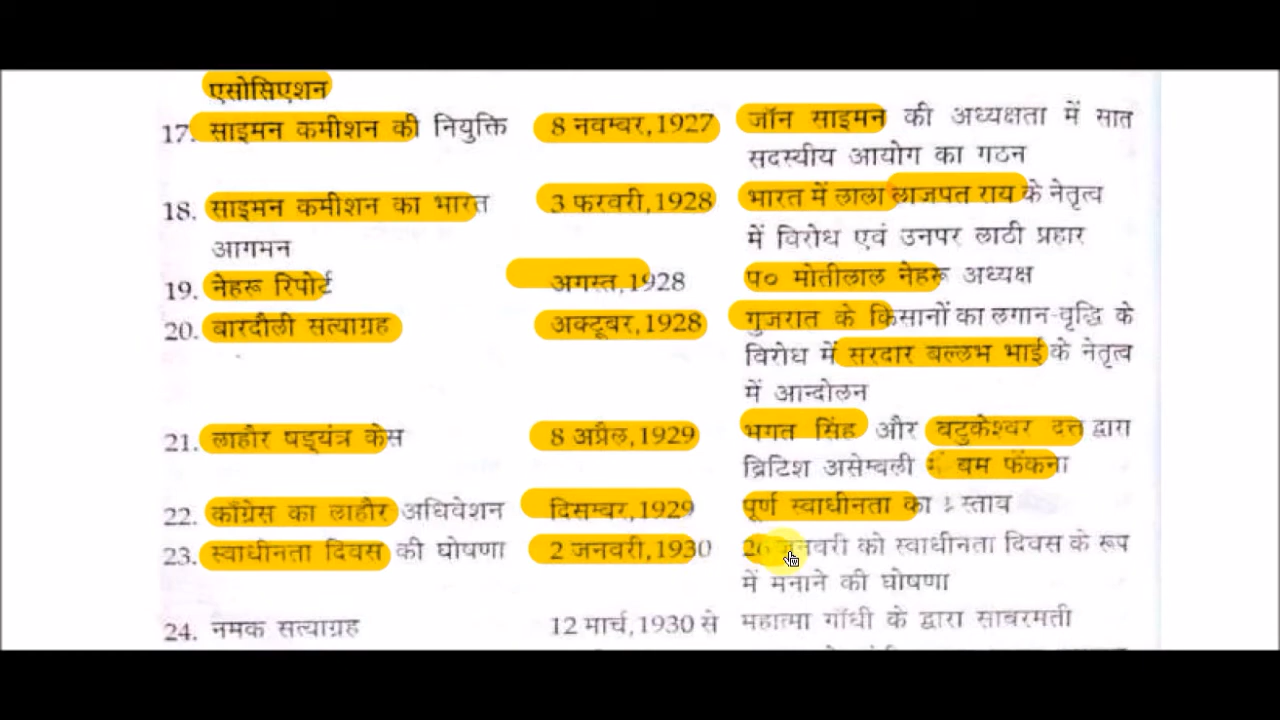 एसोसिएशन
17. साइमन कमीशन की नियुक्ति 8 नवम्बर, 1927 जॉन साइमन की अध्यक्षता में सात
सदस्यीय आयोग का गठन
18. साइमन कमीशन का भारत 3 फरवरी, 1928 भारत में लाला लाजपत राय के नेतृत्व
आगमन में विरोध एवं उनपर लाठी प्रहार
19. नेहरू रिपोर्ट अगस्त, 1928 प० मोतीलाल नेहरू अध्यक्ष
20. बारदौली सत्याग्रह अक्टूबर, 1928 गुजरात के किसानों का लगान-वृद्धि के
विरोध में सरदार बल्लभ भाई के नेतृत्व
में आन्दोलन
21. लाहौर षड्यंत्र केस 8 अप्रैल, 1929 भगत सिंह और बटुकेश्वर दत्त द्वारा
ब्रिटिश असेम्बली बम फेंकना
22. काँग्रेस का लाहौर अधिवेशन दिसम्बर, 1929 पूर्ण स्वाधीनता का
23. स्वाधीनता दिवस की घोषणा 2 जनवरी, 1930 26 जनवरी को स्वाधीनता दिवस के रूप
में मनाने की घोषणा
24. नमक सत्याग्रह 12 मार्च, 1930 से महात्मा गाँधी के द्वारा साबरमती